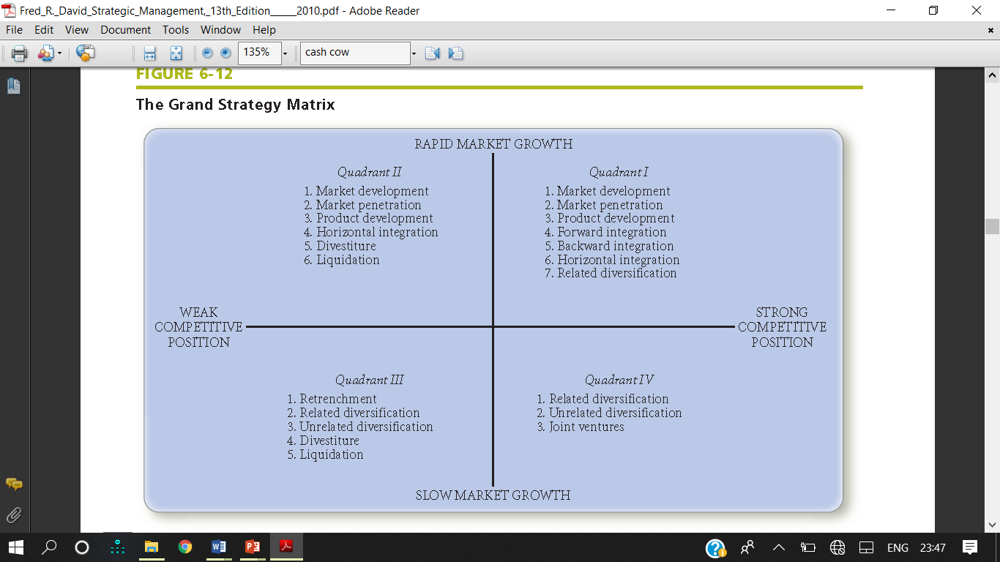 Fred_R._David_Strategic_Management,_13th_Edition_____2010.pdf - Adobe Reader
File Edit View Document Tools Window Help
135% cash cow
FIGURE 6-12
The Grand Strategy Matrix
RAPID MARKET GROWTH
Quadrant II
1. Market development
2. Market penetration
3. Product development
4. Horizontal integration
5. Divestiture
6. Liquidation
Quadrant I
1. Market development
2. Market penetration
3. Product development
4. Forward integration
5. Backward integration
6. Horizontal integration
7. Related diversification
WEAK
COMPETITIVE
POSITION
STRONG
COMPETITIVE
POSITION
Quadrant III
1. Retrenchment
2. Related diversification
3. Unrelated diversification
4. Divestiture
5. Liquidation
Quadrant IV
1. Related diversification
2. Unrelated diversification
3. Joint ventures
SLOW MARKET GROWTH
ENG 23:47